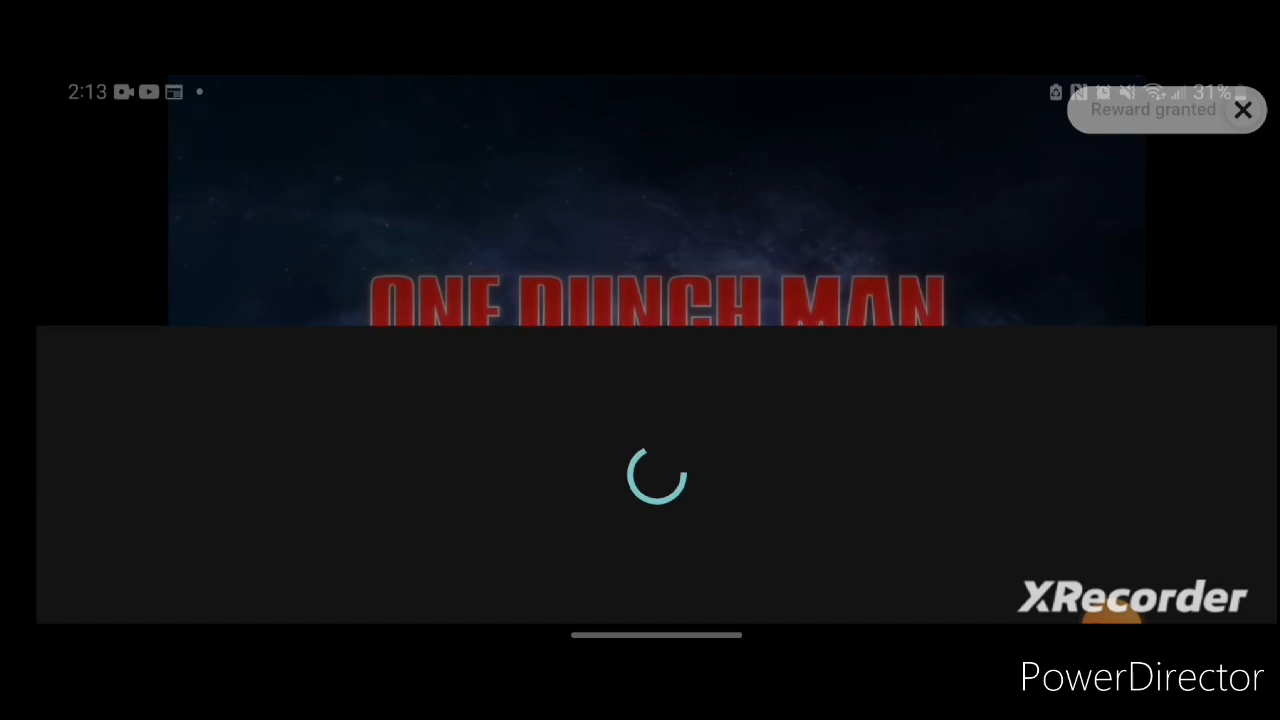 2:13
31%
Reward granted
ONE PUNCH MAN
XRecorder
PowerDirector